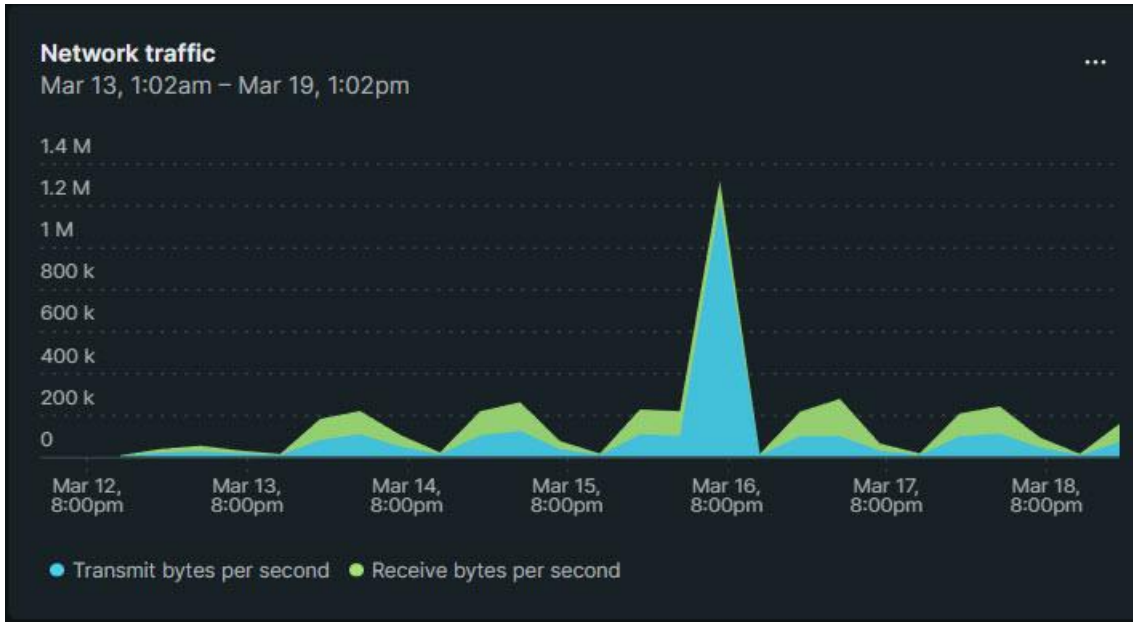 Network traffic
...
Mar 13, 1:02am – Mar 19, 1:02pm
1.4 M
1.2 M
1 M
800 k
600 k
400 k
200 k
0
Mar 12, 8:00pm
Mar 13, 8:00pm
Mar 14, 8:00pm
Mar 15, 8:00pm
Mar 16, 8:00pm
Mar 17, 8:00pm
Mar 18, 8:00pm
Transmit bytes per second
Receive bytes per second